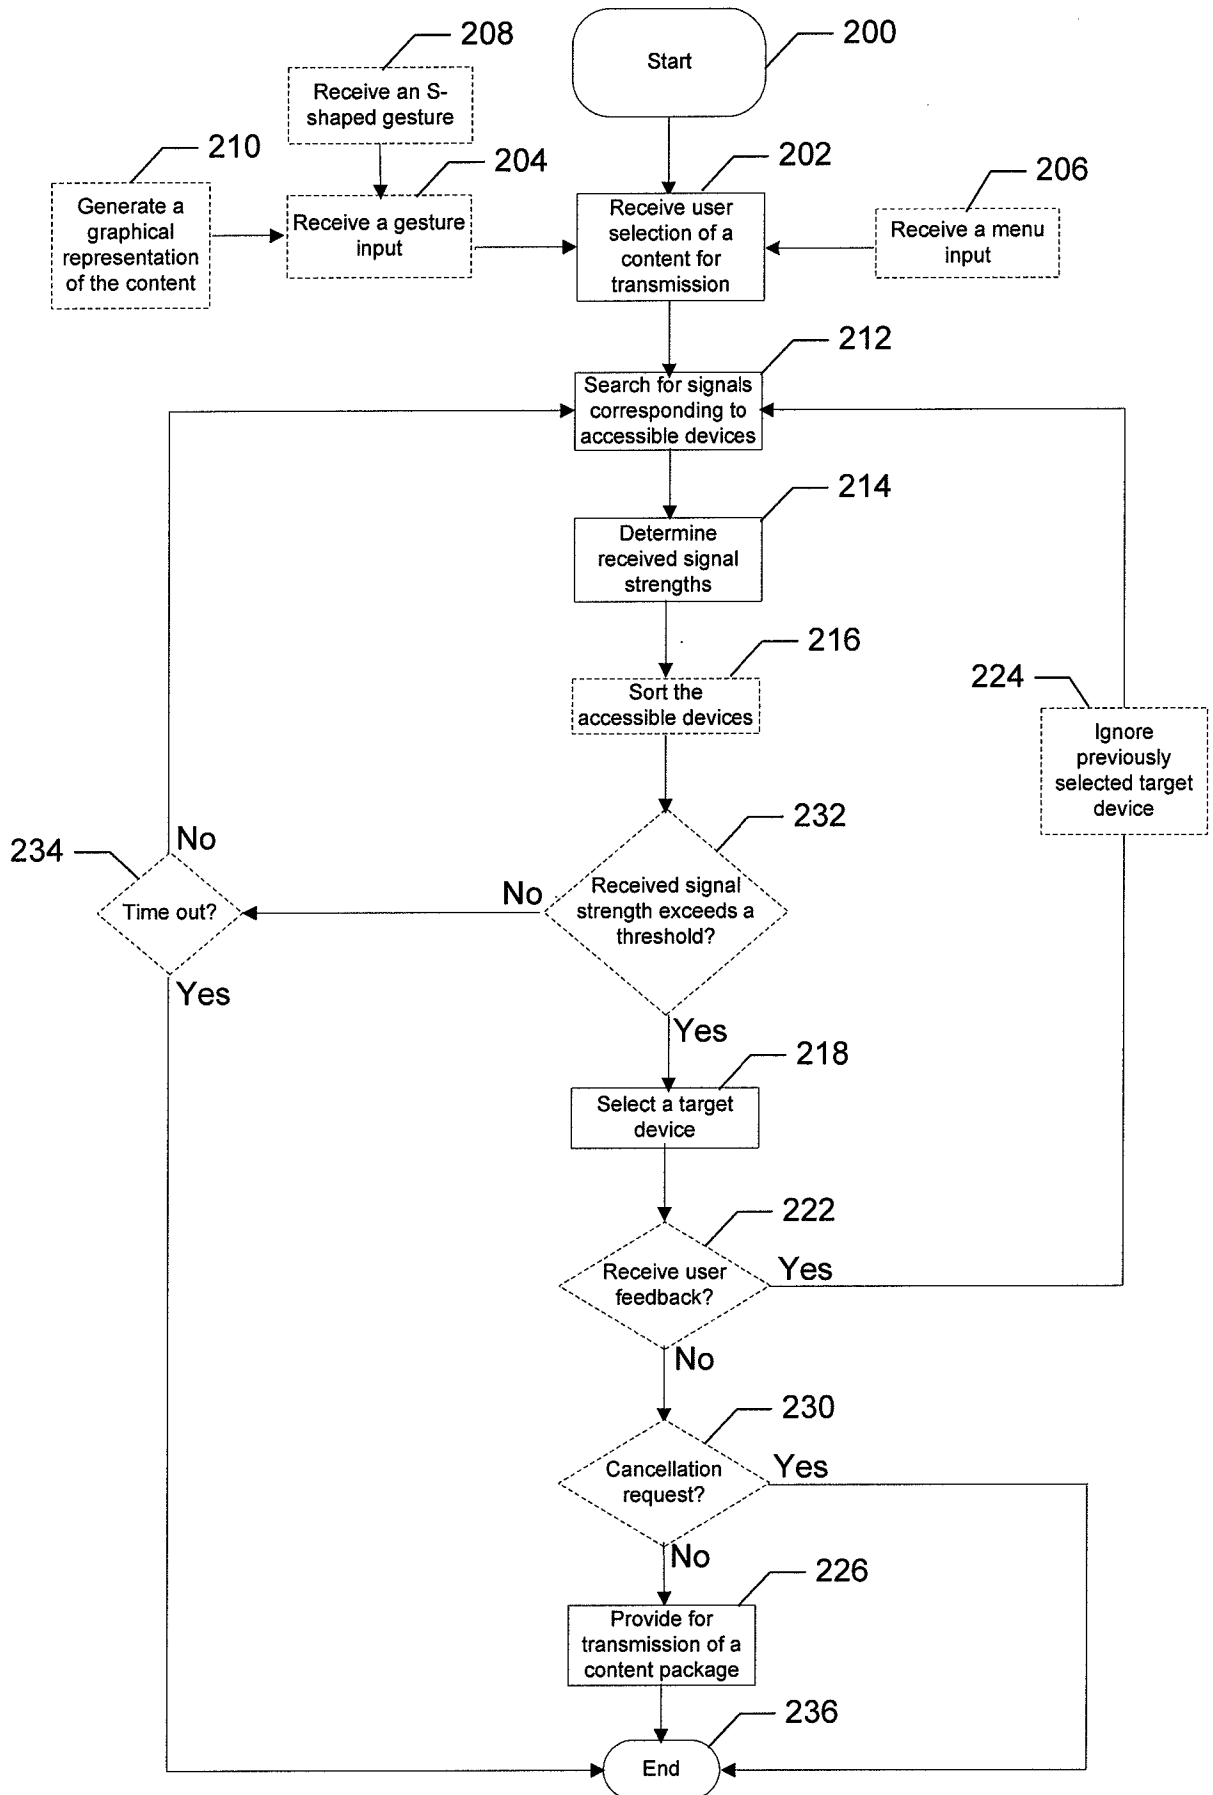 200
Start
208
Receive an S-
shaped gesture
210
Generate a
graphical
representation
of the content
204
Receive a gesture
input
202
Receive user
selection of a
content for
transmission
206
Receive a menu
input
212
Search for signals
corresponding to
accessible devices
214
Determine
received signal
strengths
216
Sort the
accessible devices
224
Ignore
previously
selected target
device
232
Received signal
strength exceeds a
threshold?
No
Yes
234
Time out?
No
Yes
218
Select a target
device
222
Receive user
feedback?
Yes
No
230
Cancellation
request?
Yes
No
226
Provide for
transmission of a
content package
236
End